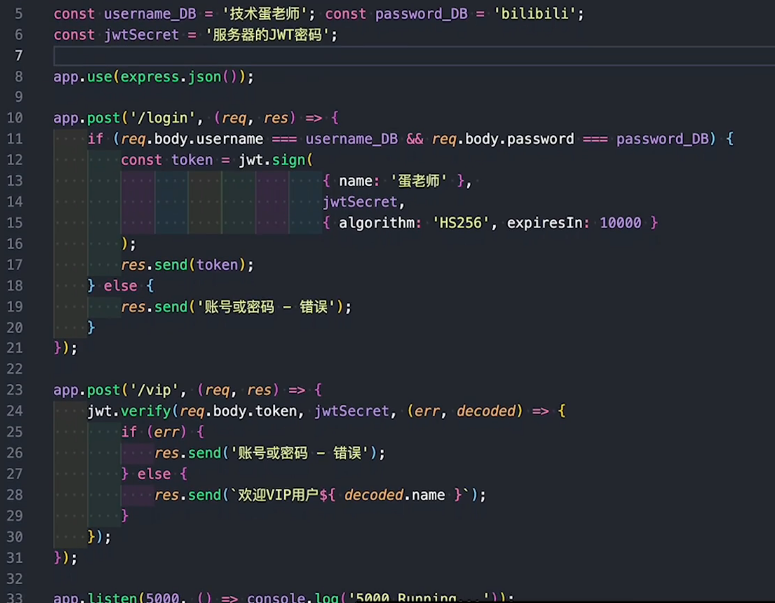 5 const username_DB = '技术蛋老师'; const password_DB = 'bilibili';
6 const jwtSecret = '服务器的JWT密码';
7
8 app.use(express.json());
9
10 app.post('/login', (req, res) => {
11 if (req.body.username === username_DB && req.body.password === password_DB) {
12 const token = jwt.sign(
13 { name: '蛋老师' },
14 jwtSecret,
15 { algorithm: 'HS256', expiresIn: 10000 }
16 );
17 res.send(token);
18 } else {
19 res.send('账号或密码 - 错误');
20 }
21 });
22
23 app.post('/vip', (req, res) => {
24 jwt.verify(req.body.token, jwtSecret, (err, decoded) => {
25 if (err) {
26 res.send('账号或密码 - 错误');
27 } else {
28 res.send(`欢迎VIP用户${ decoded.name }`);
29 }
30 });
31 });
32
33 app.listen(5000, () => console.log('5000 Running...'));